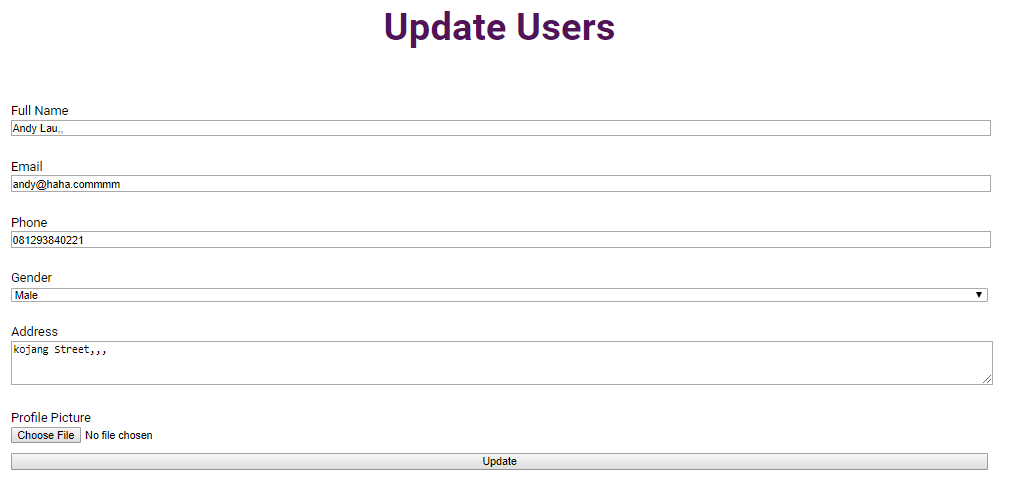 Update Users
Full Name
Andy Lau,,
Email
andy@haha.commmm
Phone
081293840221
Gender
Male
Address
kojang Street,,,
Profile Picture
Choose File No file chosen
Update